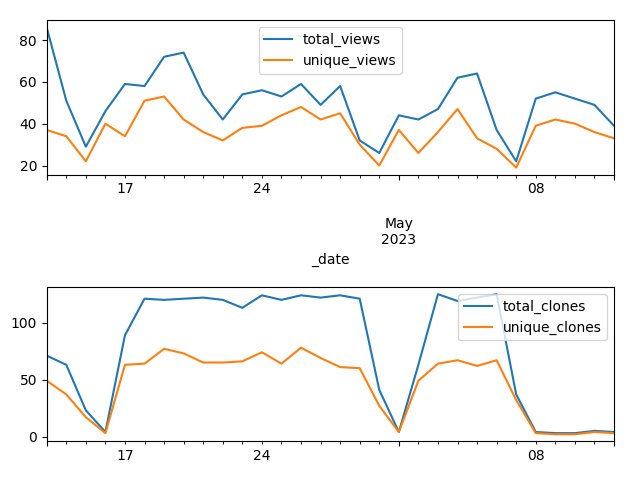 total_views
unique_views
80
60
40
20
17
24
08
May
2023
_date
total_clones
unique_clones
100
50
0
17
24
08